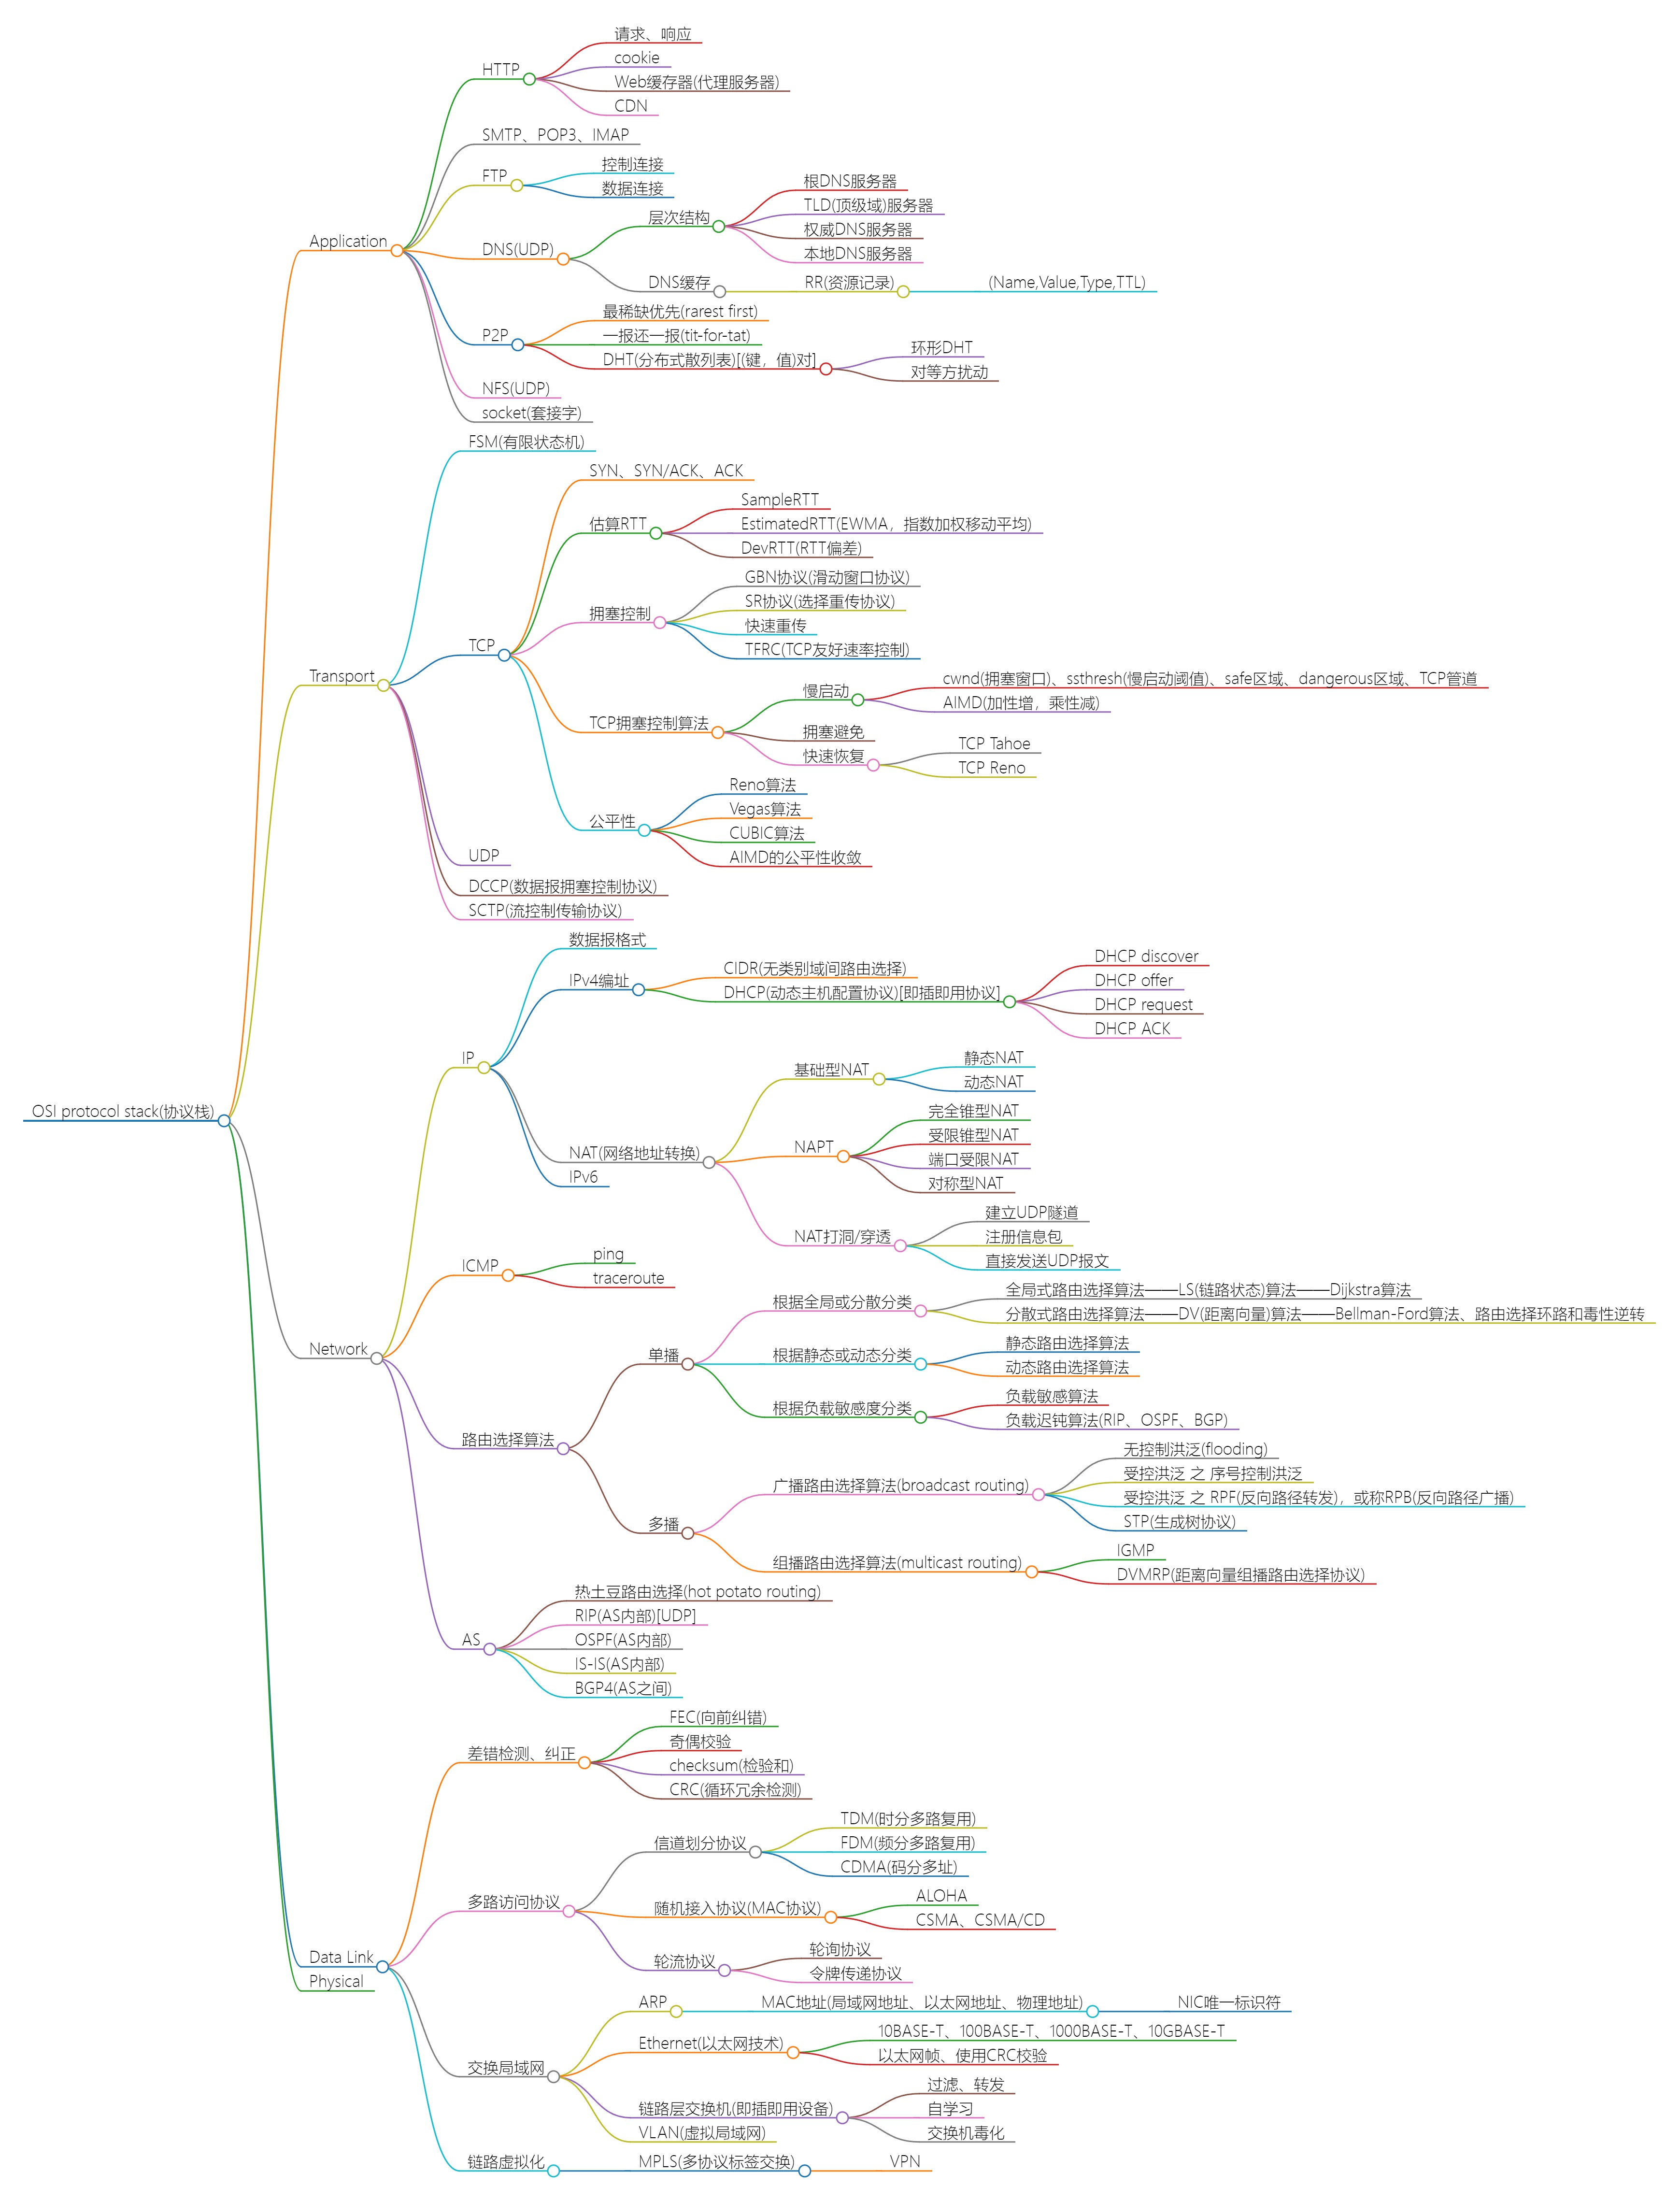 请求、响应
cookie
HTTP
Web缓存器(代理服务器)
CDN
SMTP、POP3、IMAP
控制连接
FTP
数据连接
根DNS服务器
TLD(顶级域)服务器
层次结构
权威DNS服务器
Application
DNS(UDP)
本地DNS服务器
DNS缓存
RR(资源记录)
(Name,Value,Type,TTL)
最稀缺优先(rarest first)
P2P
一报还一报(tit-for-tat)
环形DHT
DHT(分布式散列表)[(键，值)对]
对等方扰动
NFS(UDP)
socket(套接字)
FSM(有限状态机)
SYN、SYN/ACK、ACK
SampleRTT
估算RTT
EstimatedRTT(EWMA，指数加权移动平均)
DevRTT(RTT偏差)
GBN协议(滑动窗口协议)
SR协议(选择重传协议)
拥塞控制
快速重传
TCP
TFRC(TCP友好速率控制)
Transport
cwnd(拥塞窗口)、ssthresh(慢启动阈值)、safe区域、dangerous区域、TCP管道
慢启动
AIMD(加性增，乘性减)
TCP拥塞控制算法
拥塞避免
TCP Tahoe
快速恢复
TCP Reno
Reno算法
Vegas算法
公平性
CUBIC算法
AIMD的公平性收敛
UDP
DCCP(数据报拥塞控制协议)
SCTP(流控制传输协议)
数据报格式
DHCP discover
CIDR(无类别域间路由选择)
IPv4编址
DHCP offer
DHCP(动态主机配置协议)[即插即用协议]
DHCP request
DHCP ACK
IP
静态NAT
基础型NAT
动态NAT
OSI protocol stack(协议栈)
完全锥型NAT
受限锥型NAT
NAPT
NAT(网络地址转换)
端口受限NAT
IPv6
对称型NAT
建立UDP隧道
NAT打洞/穿透
注册信息包
直接发送UDP报文
ping
ICMP
traceroute
全局式路由选择算法——LS(链路状态)算法——Dijkstra算法
根据全局或分散分类
分散式路由选择算法——DV(距离向量)算法——Bellman-Ford算法、路由选择环路和毒性逆转
Network
静态路由选择算法
单播
根据静态或动态分类
动态路由选择算法
负载敏感算法
根据负载敏感度分类
负载迟钝算法(RIP、OSPF、BGP)
路由选择算法
无控制洪泛(flooding)
受控洪泛 之 序号控制洪泛
广播路由选择算法(broadcast routing)
受控洪泛 之 RPF(反向路径转发)，或称RPB(反向路径广播)
多播
STP(生成树协议)
IGMP
组播路由选择算法(multicast routing)
DVMRP(距离向量组播路由选择协议)
热土豆路由选择(hot potato routing)
RIP(AS内部)[UDP]
AS
OSPF(AS内部)
IS-IS(AS内部)
BGP4(AS之间)
FEC(向前纠错)
奇偶校验
差错检测、纠正
checksum(检验和)
CRC(循环冗余检测)
TDM(时分多路复用)
信道划分协议
FDM(频分多路复用)
CDMA(码分多址)
多路访问协议
ALOHA
随机接入协议(MAC协议)
CSMA、CSMA/CD
轮询协议
Data Link
轮流协议
令牌传递协议
Physical
ARP
MAC地址(局域网地址、以太网地址、物理地址)
NIC唯一标识符
10BASE-T、100BASE-T、1000BASE-T、10GBASE-T
Ethernet(以太网技术)
以太网帧、使用CRC校验
交换局域网
过滤、转发
链路层交换机(即插即用设备)
自学习
VLAN(虚拟局域网)
交换机毒化
链路虚拟化
MPLS(多协议标签交换)
VPN